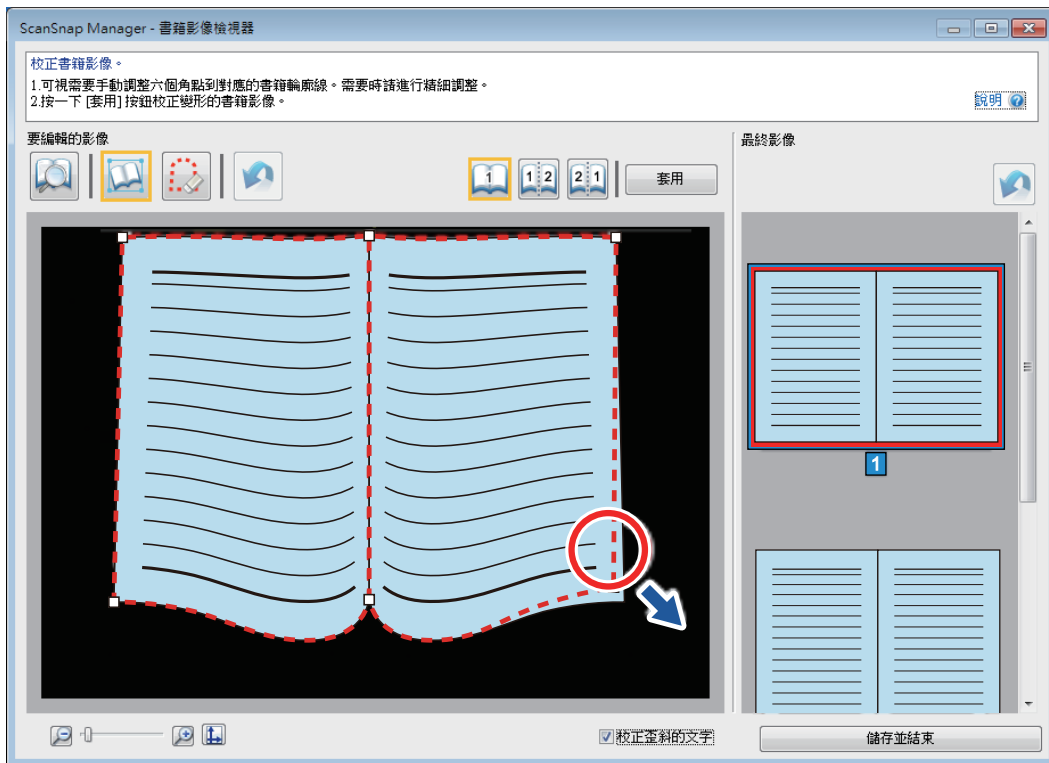 ScanSnap Manager - 書籍影像檢視器
校正書籍影像。
1.可視需要手動調整六個角點到對應的書籍輪廓線。需要時請進行精細調整。
2.按一下 [套用] 按鈕校正變形的書籍影像。
說明 ?
要編輯的影像
最終影像
1
1 2
2 1
套用
1
校正歪斜的文字
儲存並結束